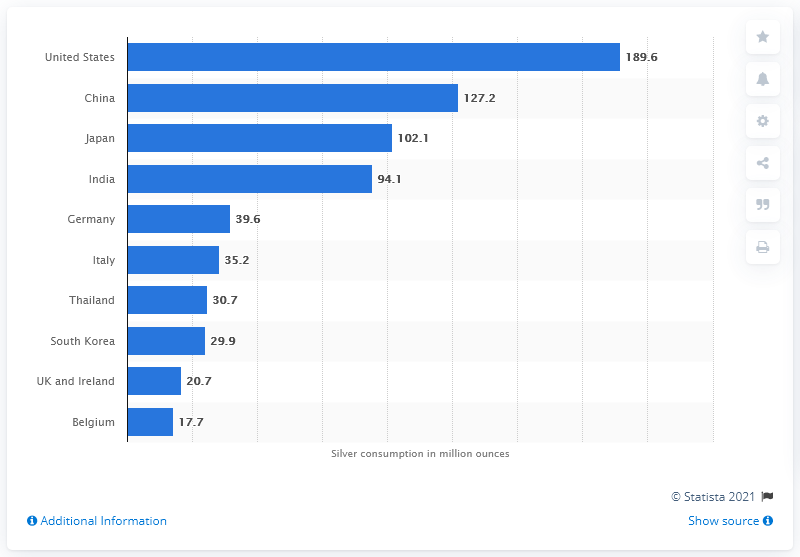 United States 189.6
China 127.2
Japan 102.1
India 94.1
Germany 39.6
Italy 35.2
Thailand 30.7
South Korea 29.9
UK and Ireland 20.7
Belgium 17.7
Silver consumption in million ounces
© Statista 2021
Additional Information Show source